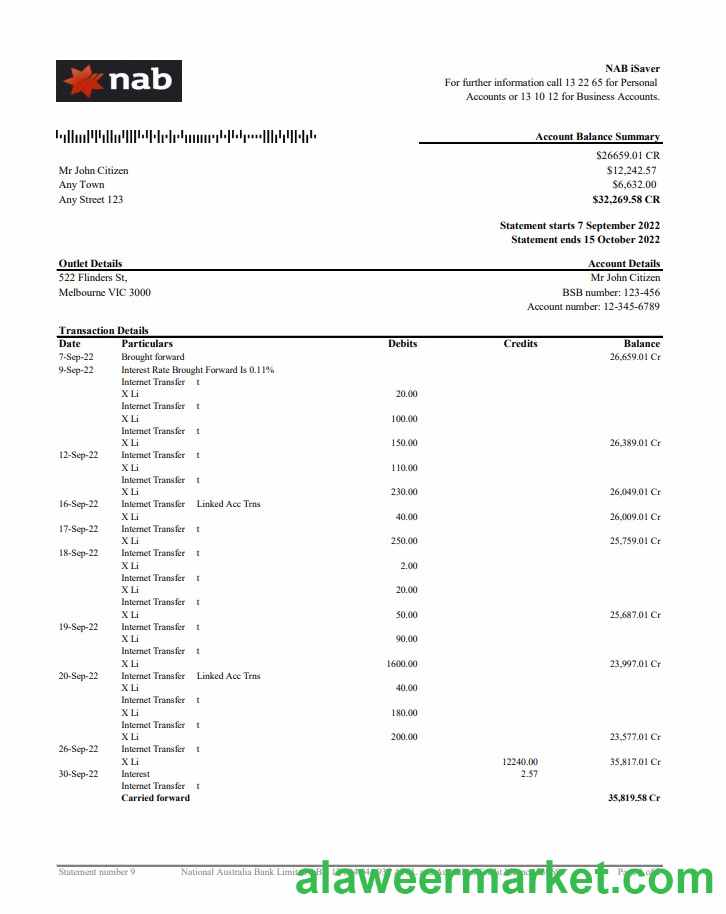 nab
NAB iSaver
For further information call 13 22 65 for Personal
Accounts or 13 10 12 for Business Accounts.
Account Balance Summary
$26659.01 CR
Mr John Citizen $12,242.57
Any Town $6,632.00
Any Street 123 $32,269.58 CR
Statement starts 7 September 2022
Statement ends 15 October 2022
Outlet Details Account Details
522 Flinders St, Mr John Citizen
Melbourne VIC 3000 BSB number: 123-456
Account number: 12-345-6789
Transaction Details
Date Particulars Debits Credits Balance
7-Sep-22 Brought forward 26,659.01 Cr
9-Sep-22 Interest Rate Brought Forward Is 0.11%
Internet Transfer t
X Li 20.00
Internet Transfer t
X Li 100.00
Internet Transfer t
X Li 150.00 26,389.01 Cr
12-Sep-22 Internet Transfer t
X Li 110.00
Internet Transfer t
X Li 230.00 26,049.01 Cr
16-Sep-22 Internet Transfer Linked Acc Trns
X Li 40.00 26,009.01 Cr
17-Sep-22 Internet Transfer t
X Li 250.00 25,759.01 Cr
18-Sep-22 Internet Transfer t
X Li 2.00
Internet Transfer t
X Li 20.00
Internet Transfer t
X Li 50.00 25,687.01 Cr
19-Sep-22 Internet Transfer t
X Li 90.00
Internet Transfer t
X Li 1600.00 23,997.01 Cr
20-Sep-22 Internet Transfer Linked Acc Trns
X Li 40.00
Internet Transfer t
X Li 180.00
Internet Transfer t
X Li 200.00 23,577.01 Cr
26-Sep-22 Internet Transfer t
X Li 12240.00 35,817.01 Cr
30-Sep-22 Interest 2.57
Internet Transfer t
Carried forward 35,819.58 Cr
Statement number 9 National Australia Bank
alaweermarket.com